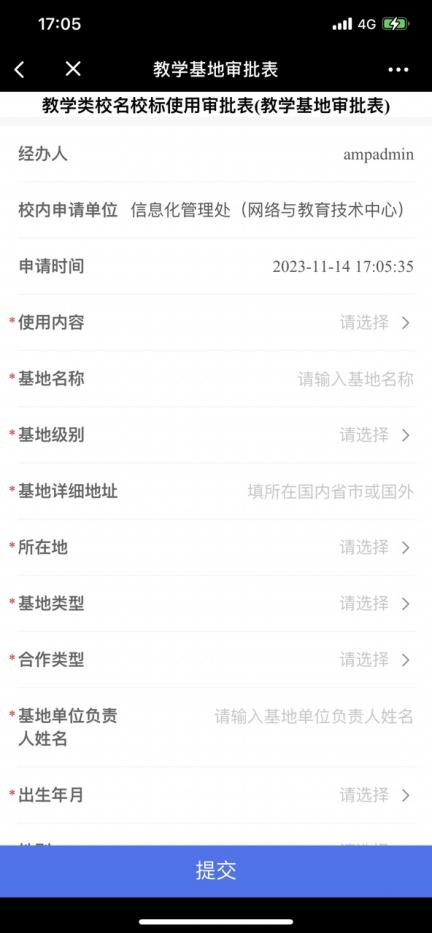 17:05
4G
教学基地审批表
教学类校名校标使用审批表(教学基地审批表)
经办人 ampadmin
校内申请单位 信息化管理处（网络与教育技术中心）
申请时间 2023-11-14 17:05:35
*使用内容 请选择
*基地名称 请输入基地名称
*基地级别 请选择
*基地详细地址 填所在国内省市或国外
*所在地 请选择
*基地类型 请选择
*合作类型 请选择
*基地单位负责 请输入基地单位负责人姓名
人姓名
*出生年月 请选择
提交